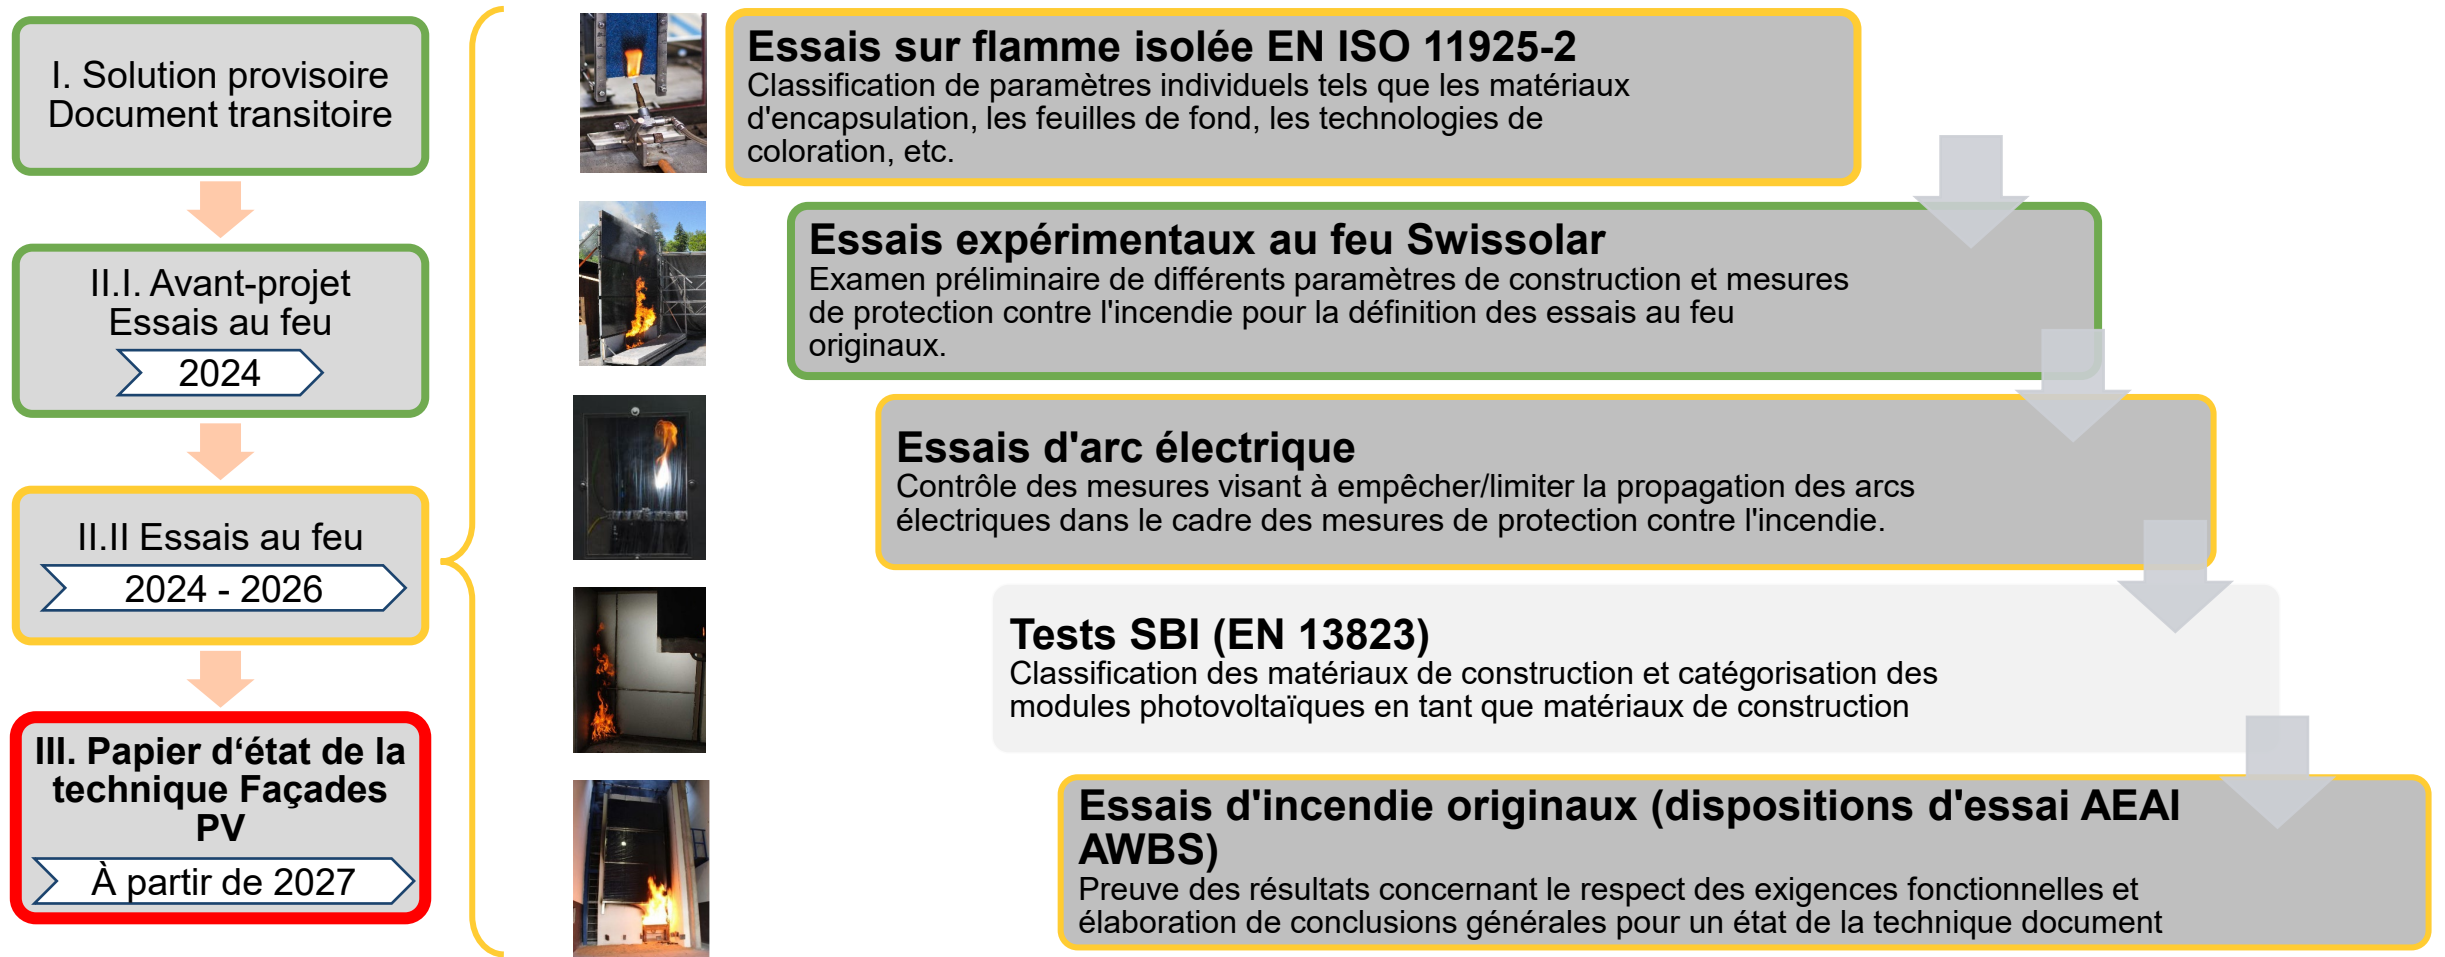 I. Solution provisoire
Document transitoire
II.I. Avant-projet
Essais au feu
2024
II.II Essais au feu
2024 - 2026
III. Papier d‘état de la
technique Façades
PV
À partir de 2027
Essais sur flamme isolée EN ISO 11925-2
Classification de paramètres individuels tels que les matériaux
d'encapsulation, les feuilles de fond, les technologies de
coloration, etc.
Essais expérimentaux au feu Swissolar
Examen préliminaire de différents paramètres de construction et mesures
de protection contre l'incendie pour la définition des essais au feu
originaux.
Essais d'arc électrique
Contrôle des mesures visant à empêcher/limiter la propagation des arcs
électriques dans le cadre des mesures de protection contre l'incendie.
Tests SBI (EN 13823)
Classification des matériaux de construction et catégorisation des
modules photovoltaïques en tant que matériaux de construction
Essais d'incendie originaux (dispositions d'essai AEAI
AWBS)
Preuve des résultats concernant le respect des exigences fonctionnelles et
élaboration de conclusions générales pour un état de la technique document